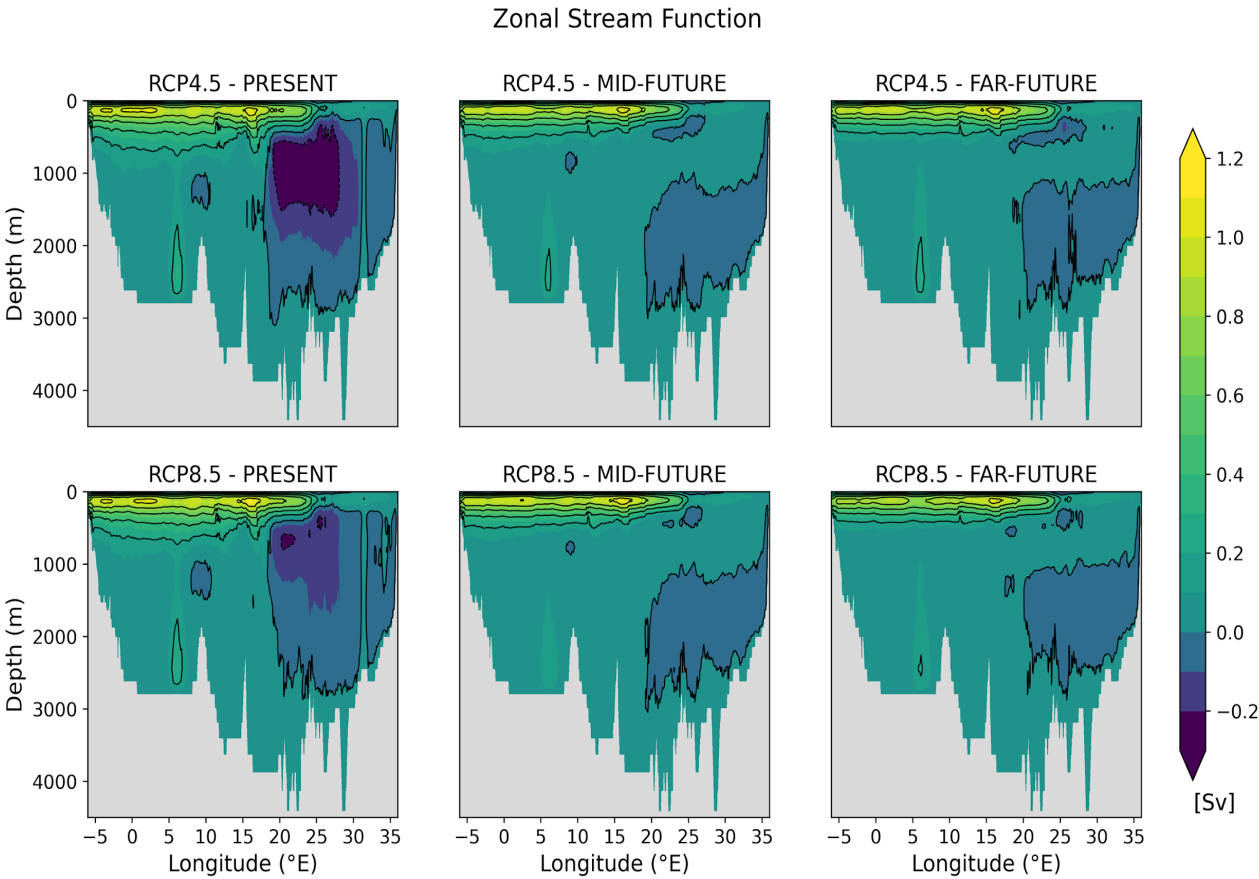 Zonal Stream Function
RCP4.5 - PRESENT
RCP4.5 - MID-FUTURE
RCP4.5 - FAR-FUTURE
0
1000
2000
3000
4000
Depth (m)
RCP8.5 - PRESENT
RCP8.5 - MID-FUTURE
RCP8.5 - FAR-FUTURE
0
1000
2000
3000
4000
Depth (m)
−5 0 5 10 15 20 25 30 35
Longitude (°E)
−5 0 5 10 15 20 25 30 35
Longitude (°E)
−5 0 5 10 15 20 25 30 35
Longitude (°E)
1.2
1.0
0.8
0.6
0.4
0.2
0.0
−0.2
[Sv]